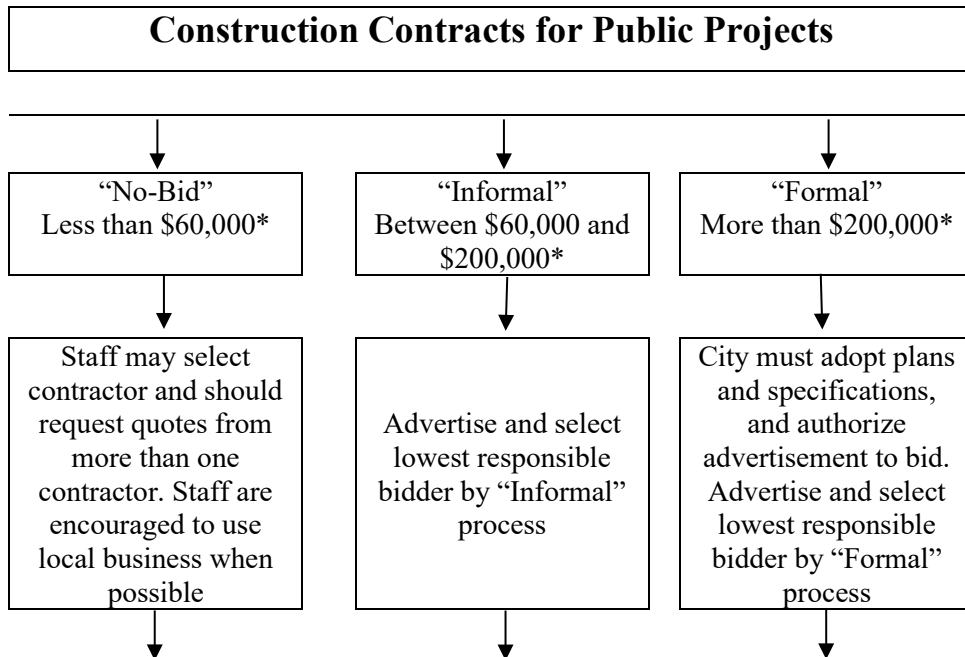 Construction Contracts for Public Projects
“No-Bid”
Less than $60,000*
“Informal”
Between $60,000 and
$200,000*
“Formal”
More than $200,000*
Staff may select
contractor and should
request quotes from
more than one
contractor. Staff are
encouraged to use
local business when
possible
Advertise and select
lowest responsible
bidder by “Informal”
process
City must adopt plans
and specifications,
and authorize
advertisement to bid.
Advertise and select
lowest responsible
bidder by “Formal”
process